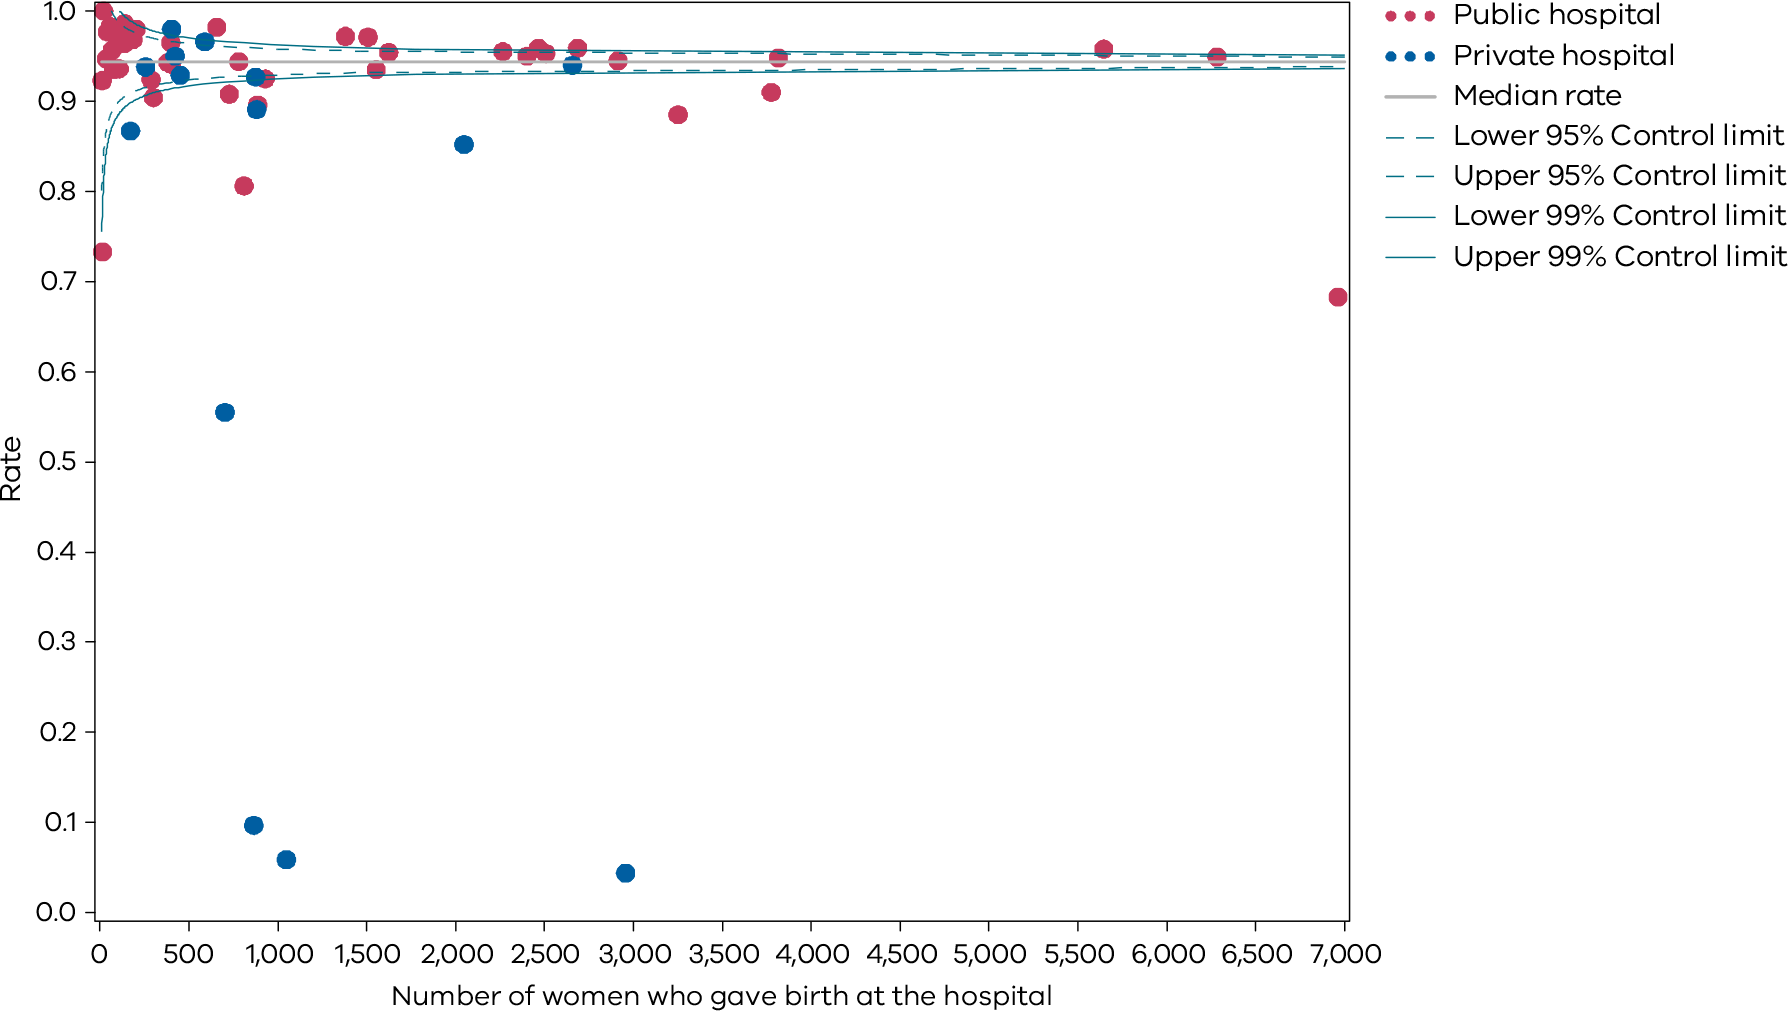 1.0
0.9
0.8
0.7
0.6
0.5
0.4
0.3
0.2
0.1
0.0
Rate
0 500 1,000 1,500 2,000 2,500 3,000 3,500 4,000 4,500 5,000 5,500 6,000 6,500 7,000
Number of women who gave birth at the hospital
Public hospital
Private hospital
Median rate
Lower 95% Control limit
Upper 95% Control limit
Lower 99% Control limit
Upper 99% Control limit